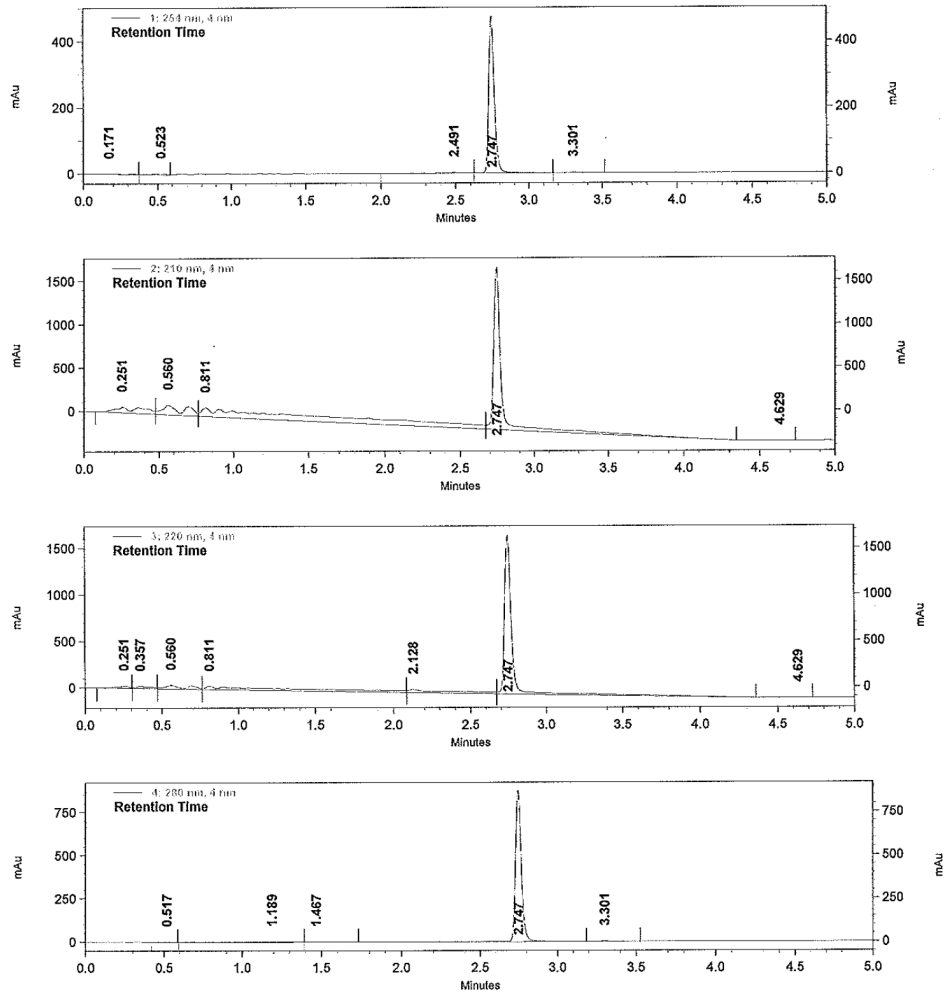 1: 254 nm, 4 nm
Retention Time
400
200
0
mAu
0.171
0.523
2.491
2.747
3.301
400
200
0
mAu
0.0 0.5 1.0 1.5 2.0 2.5 3.0 3.5 4.0 4.5 5.0
Minutes
2: 210 nm, 4 nm
Retention Time
1500
1000
500
0
mAu
0.251
0.560
0.811
2.747
4.629
1500
1000
500
0
mAu
0.0 0.5 1.0 1.5 2.0 2.5 3.0 3.5 4.0 4.5 5.0
Minutes
3: 220 nm, 4 nm
Retention Time
1500
1000
500
0
mAu
0.251
0.357
0.560
0.811
2.128
2.747
4.629
1500
1000
500
0
mAu
0.0 0.5 1.0 1.5 2.0 2.5 3.0 3.5 4.0 4.5 5.0
Minutes
4: 280 nm, 4 nm
Retention Time
750
500
250
0
mAu
0.517
1.189
1.467
2.747
3.301
750
500
250
0
mAu
0.0 0.5 1.0 1.5 2.0 2.5 3.0 3.5 4.0 4.5 5.0
Minutes